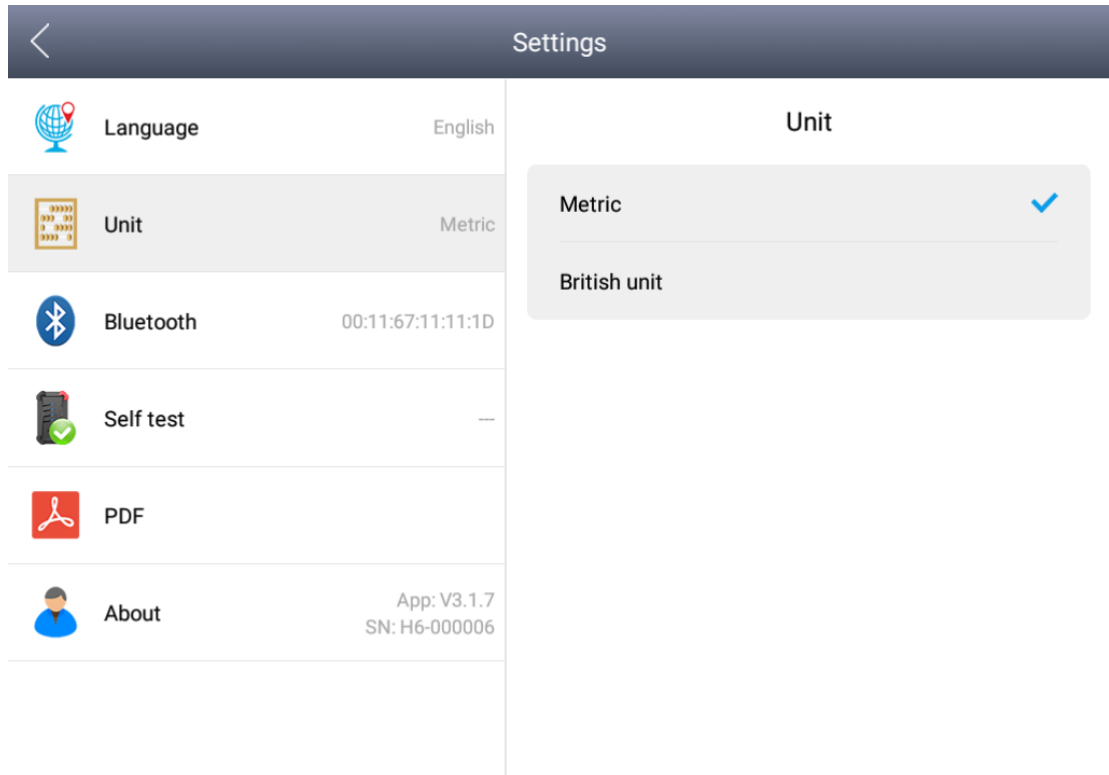 Settings
Language
English
Unit
Metric
Bluetooth
00:11:67:11:11:1D
Self test
---
PDF
About
App: V3.1.7
SN: H6-000006
Unit
Metric
British unit